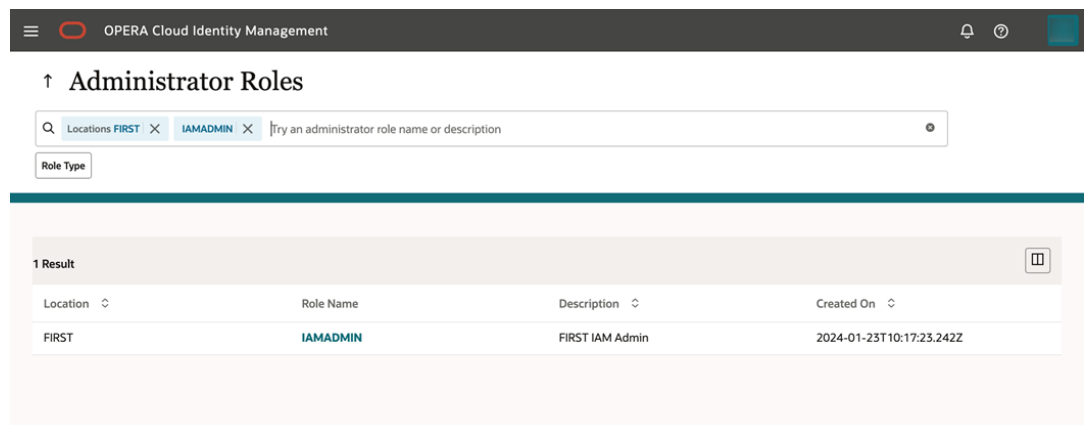 OPERA Cloud Identity Management
Administrator Roles
Locations FIRST IAMADMIN Try an administrator role name or description
Role Type
1 Result
Location Role Name Description Created On
FIRST IAMADMIN FIRST IAM Admin 2024-01-23T10:17:23.242Z